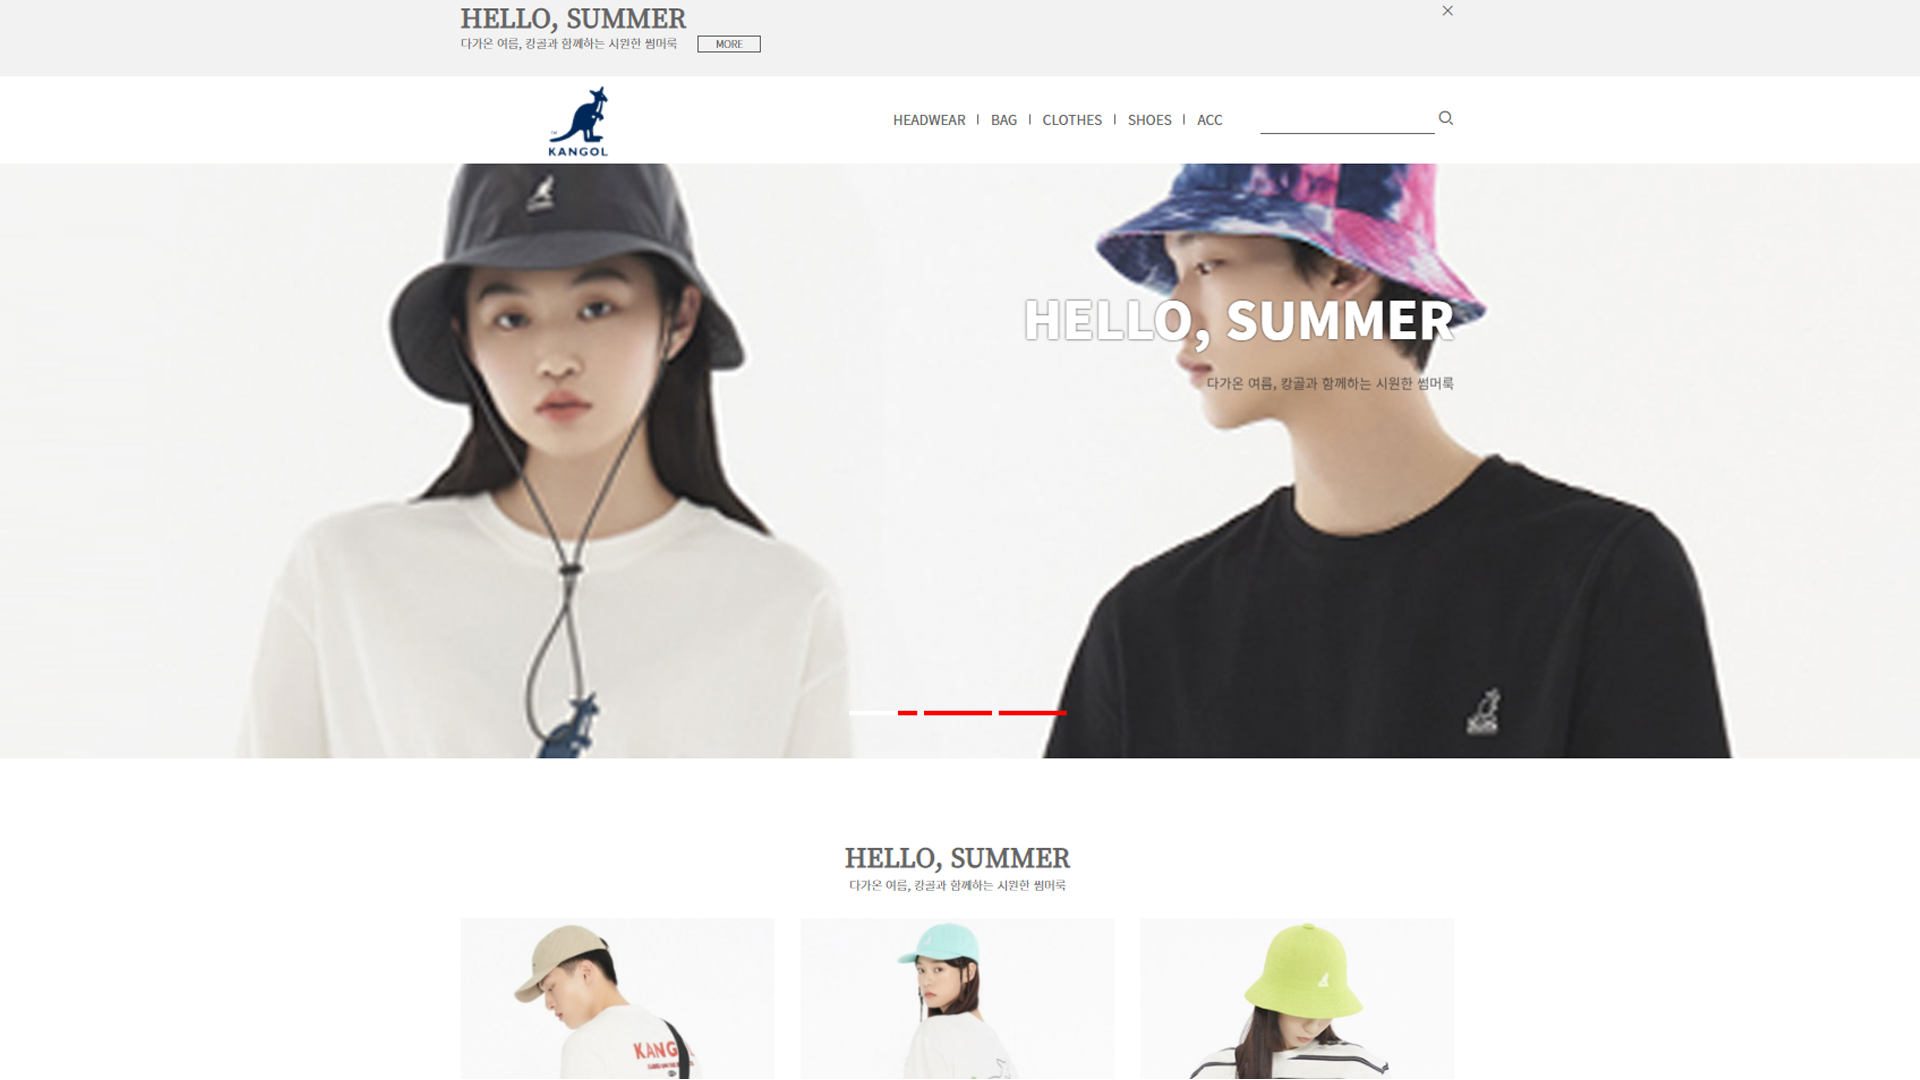 HELLO, SUMMER
다가온 여름, 캉골과 함께하는 시원한 썸머룩
MORE
KANGOL
HEADWEAR
BAG
CLOTHES
SHOES
ACC
HELLO, SUMMER
다가온 여름, 캉골과 함께하는 시원한 썸머룩
HELLO, SUMMER
다가온 여름, 캉골과 함께하는 시원한 썸머룩
KANGOL